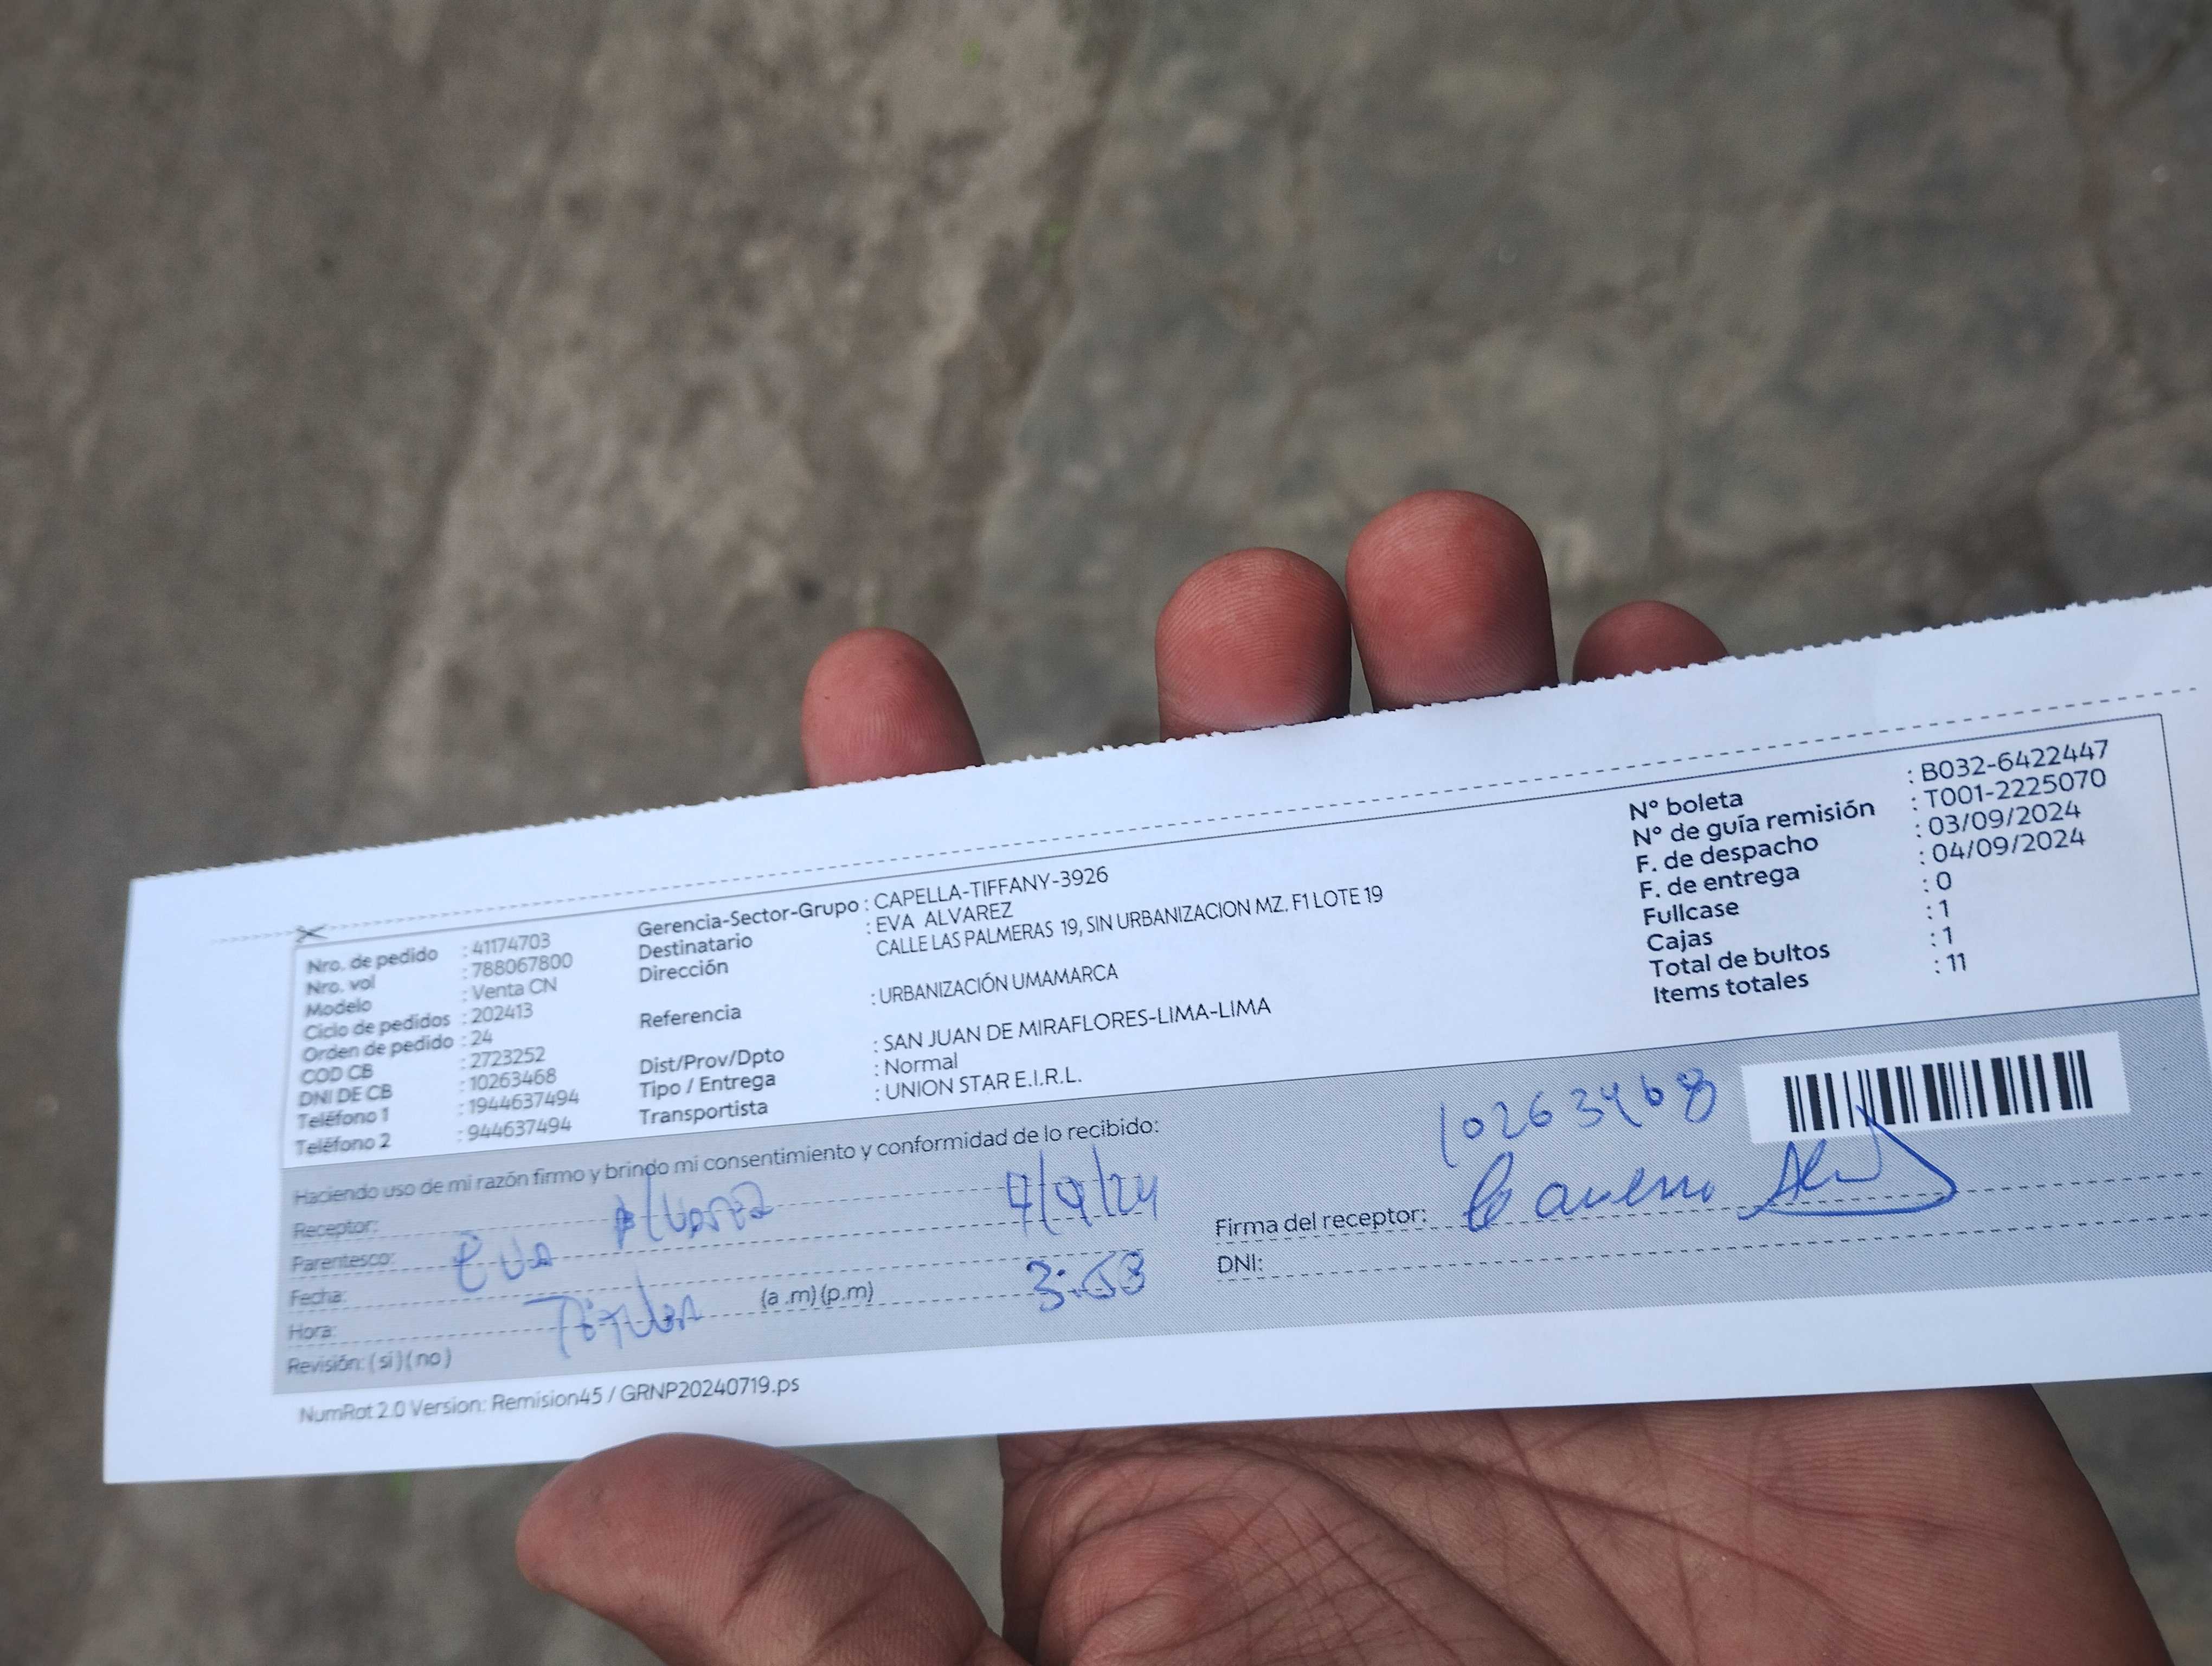 Nro. de pedido : 41174703
Nro. vol : 788067800
Modelo : Venta CN
Ciclo de pedidos : 202413
Orden de pedido : 24
COD CB : 2723252
DNI DE CB : 10263468
Teléfono 1 : 1944637494
Teléfono 2 : 944637494
Gerencia-Sector-Grupo : CAPELLA-TIFFANY-3926
Destinatario : EVA ALVAREZ
Dirección CALLE LAS PALMERAS 19, SIN URBANIZACION MZ. F1 LOTE 19
Referencia : URBANIZACIÓN UMAMARCA
Dist/Prov/Dpto : SAN JUAN DE MIRAFLORES-LIMA-LIMA
Tipo / Entrega : Normal
Transportista : UNION STAR E.I.R.L.
N° boleta : B032-6422447
N° de guía remisión : T001-2225070
F. de despacho : 03/09/2024
F. de entrega : 04/09/2024
Fullcase : 0
Cajas : 1
Total de bultos : 1
Items totales : 11
Haciendo uso de mi razón firmo y brindo mi consentimiento y conformidad de lo recibido:
Receptor: Eva Alvarez 4/9/24
Parentesco:
Fecha:
Hora: (a .m) (p.m) 3:53
Revisión: ( si ) ( no )
10263468
Firma del receptor:
DNI:
NumRot 2.0 Version: Remision45 / GRNP20240719.ps